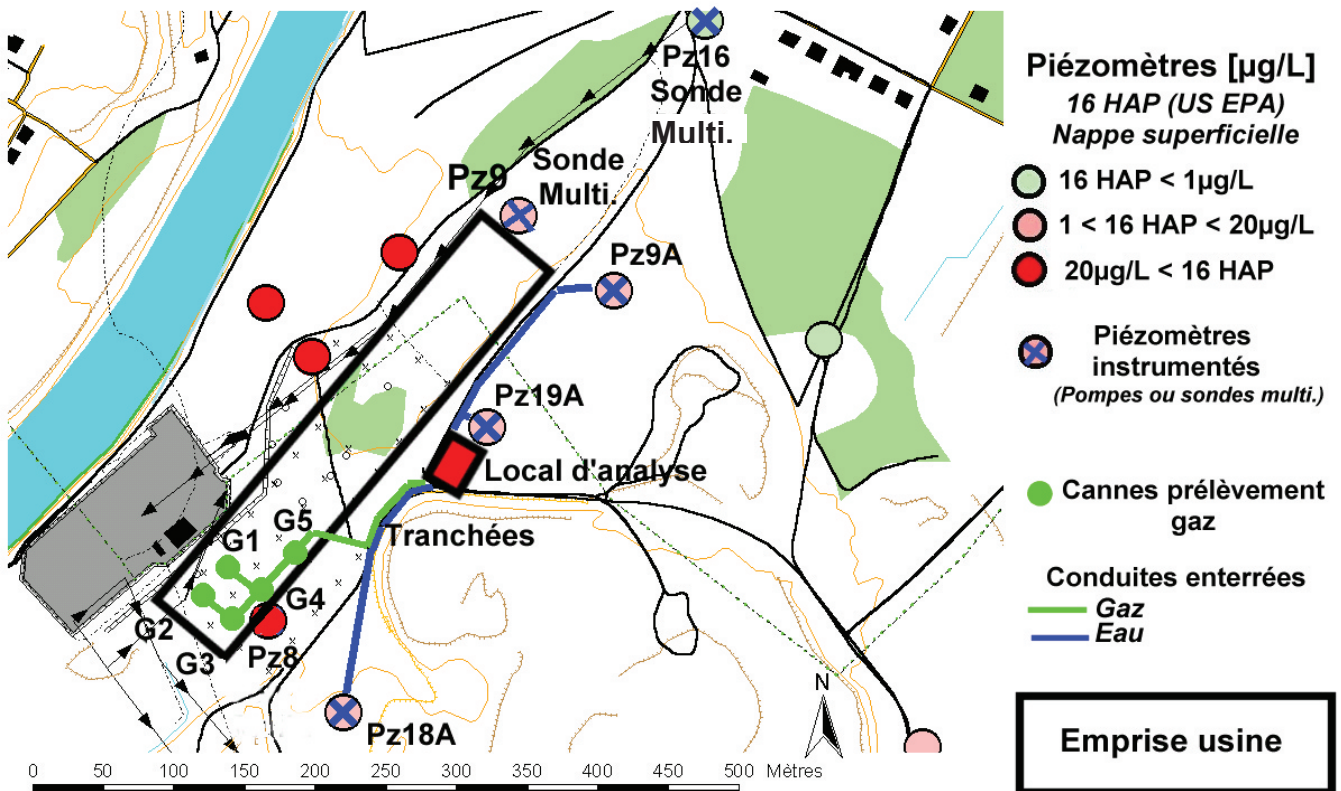 Pz16
Sonde
Multi.
Pz9
Sonde
Multi.
Pz9A
Pz19A
Local d'analyse
Tranchées
G5
G1
G4
G2
G3
Pz8
Pz18A
N
0 50 100 150 200 250 300 350 400 450 500 Mètres
Piézomètres [µg/L]
16 HAP (US EPA)
Nappe superficielle
16 HAP < 1µg/L
1 < 16 HAP < 20µg/L
20µg/L < 16 HAP
Piézomètres
instrumentés
(Pompes ou sondes multi.)
Cannes prélèvement
gaz
Conduites enterrées
Gaz
Eau
Emprise usine